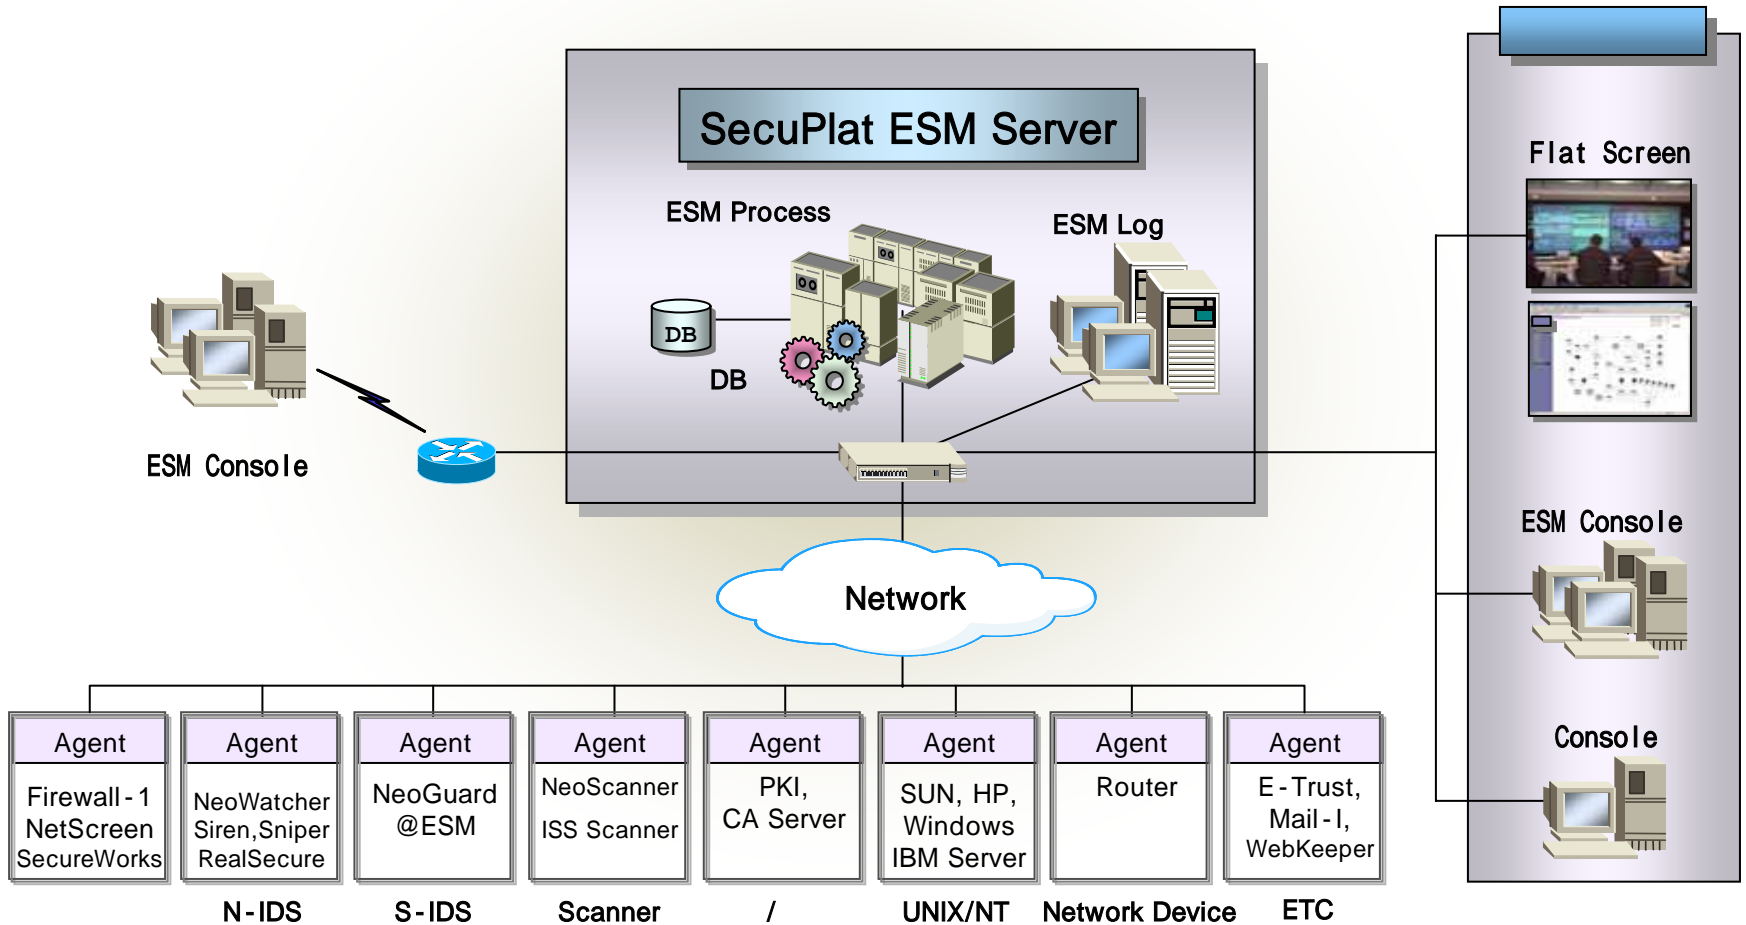 SecuPlat ESM Server
ESM Process
ESM Log
DB
DB
ESM Console
Flat Screen
ESM Console
Console
Network
Agent
Firewall-1
NetScreen
SecureWorks
Agent
NeoWatcher
Siren,Sniper
RealSecure
N-IDS
Agent
NeoGuard
@ESM
S-IDS
Agent
NeoScanner
ISS Scanner
Scanner
Agent
PKI,
CA Server
/
Agent
SUN, HP,
Windows
IBM Server
UNIX/NT
Agent
Router
Network Device
Agent
E-Trust,
Mail-I,
WebKeeper
ETC